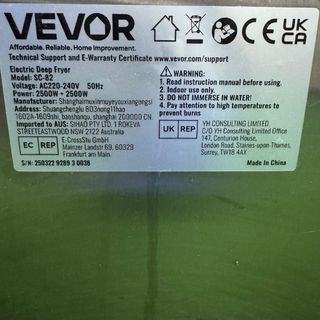 VEVOR
Affordable. Reliable. Home Improvement.
CE UK CA
Technical Support and E-Warranty Certificate www.vevor.com/support
Electric Deep Fryer
Model: SC-82
Voltage: AC220-240V 50Hz
Power: 2500W + 2500W
Manufacturer: Shanghaimuxinmuyeyouxiangongsi
Address: Shuangchenglu 803nong11hao
1602A-1609shi, baoshanqu, shanghai 200000 CN.
Imported to AUS: SIHAO PTY LTD. 1 ROKEVA
STREETEASTWOOD NSW 2122 Australia
WARNING:
1. Read instruction manual before using.
2. For indoor use.
3. DO NOT IMMERSE IN WATER!
4. Pay attention to high temperatures to
prevent burns
EC REP
E-CrossStu GmbH
Mainzer Landstr 69, 60329
Frankfurt am Main.
UK REP
YH CONSULTING LIMITED.
C/O YH Consulting Limited Office
147, Centurion House,
London Road, Staines-upon-Thames,
Surrey, TW18 4AX
S/N: 250322 9289 3 0038
Made In China